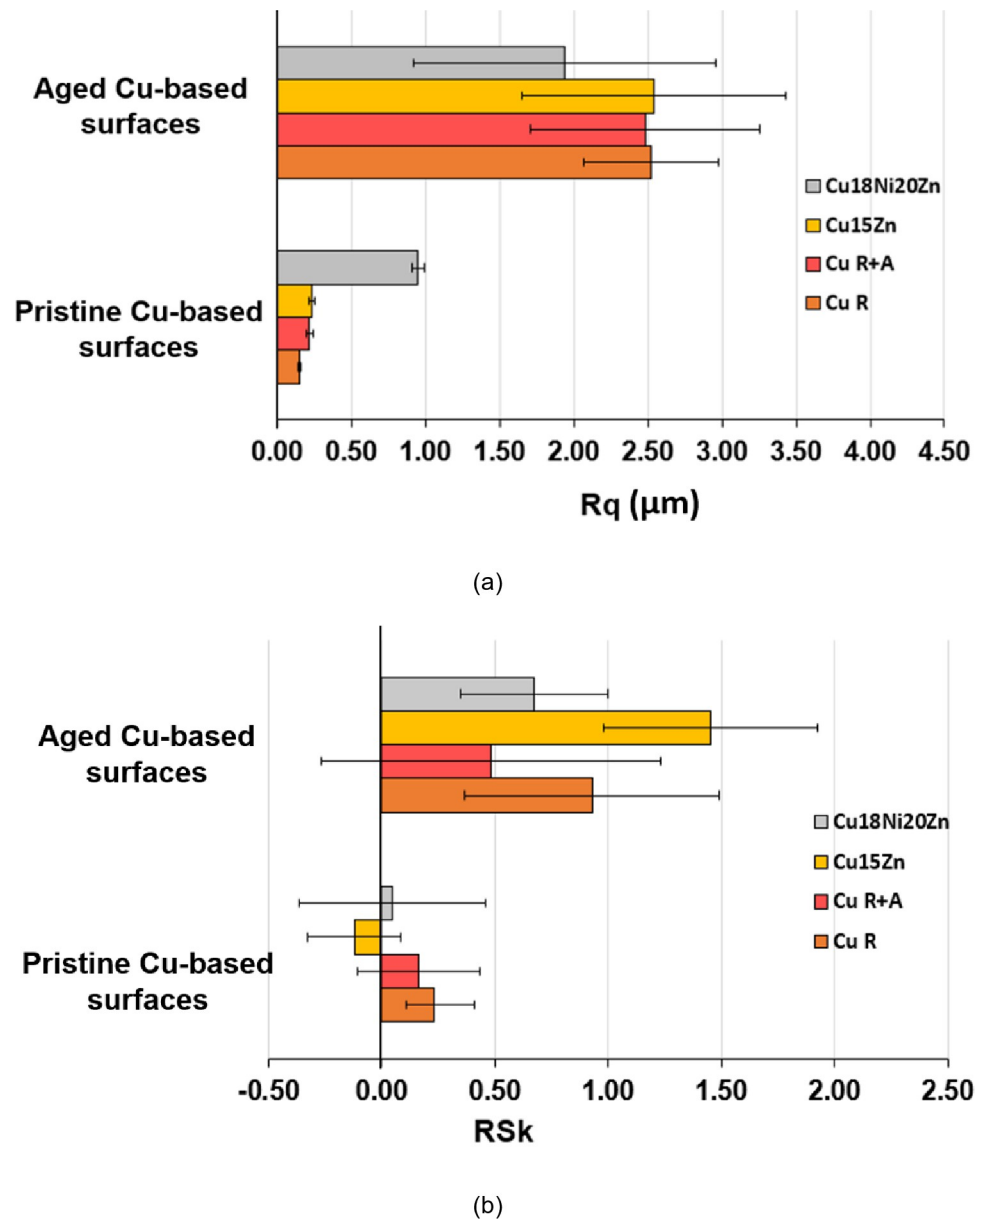 Aged Cu-based
surfaces
Cu18Ni20Zn
Cu15Zn
Cu R+A
Cu R
Pristine Cu-based
surfaces
0.00 0.50 1.00 1.50 2.00 2.50 3.00 3.50 4.00 4.50
Rq (μm)
(a)
Aged Cu-based
surfaces
Cu18Ni20Zn
Cu15Zn
Cu R+A
Cu R
Pristine Cu-based
surfaces
-0.50 0.00 0.50 1.00 1.50 2.00 2.50
RSk
(b)